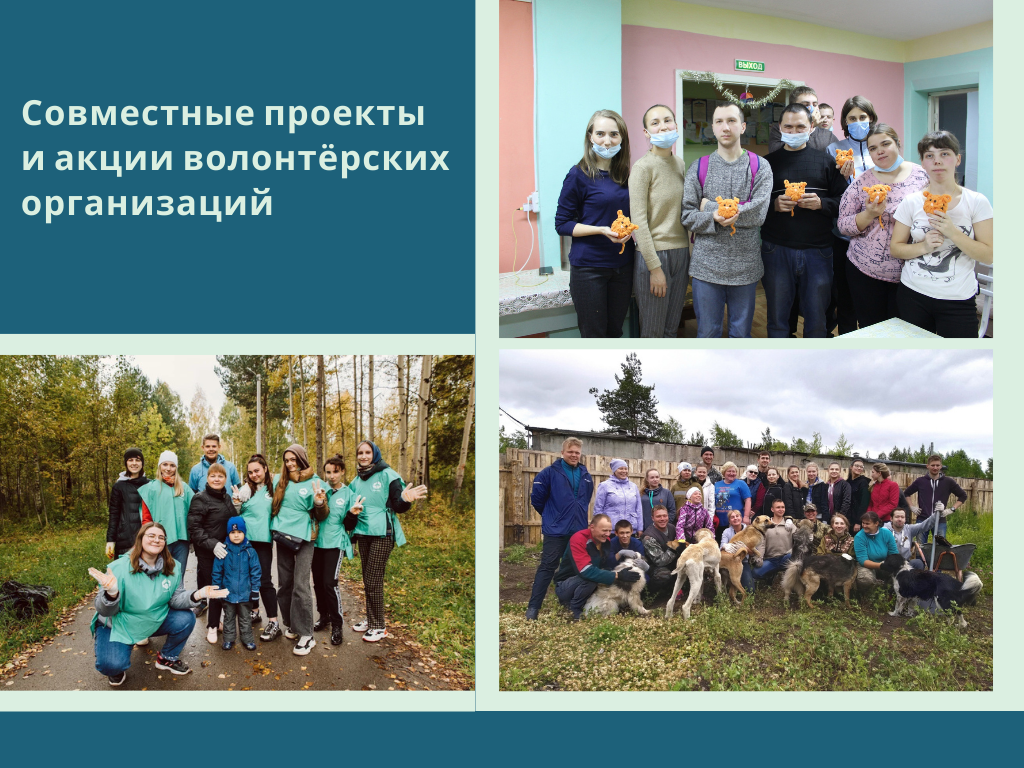 Совместные проекты
и акции волонтёрских
организаций
ВЫХОД